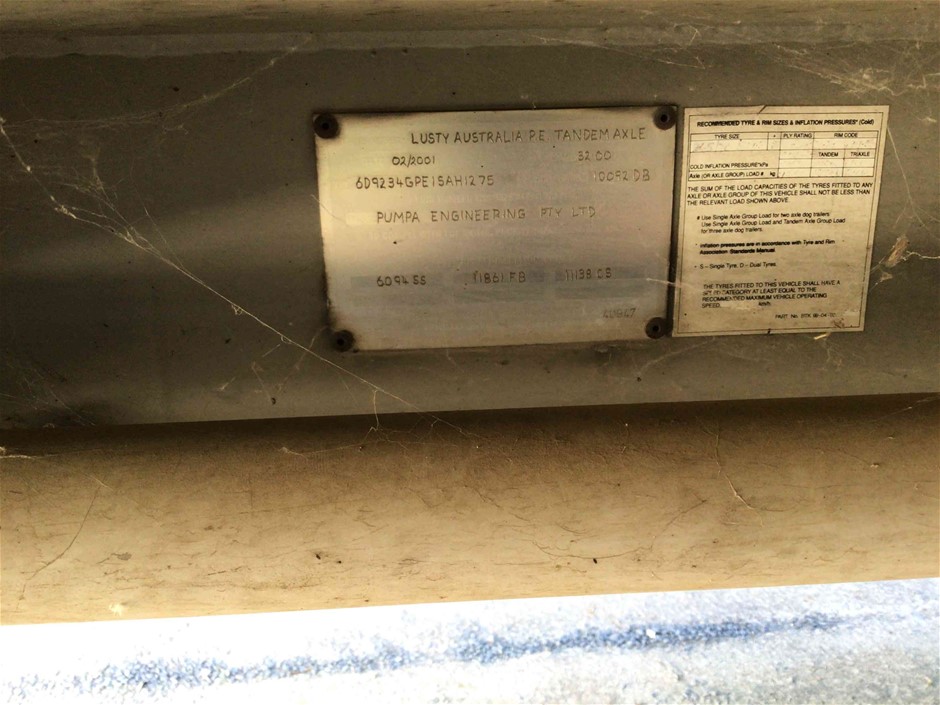 LUSTY AUSTRALIA P.E. TANDEM AXLE
02/2001 32.00
6D9234GPE15AH1275 10092 DB
PUMPA ENGINEERING PTY LTD
6094 SS 11861 FB 11138 CS
RECOMMENDED TYRE & RIM SIZES & INFLATION PRESSURES* (Cold)
TYRE SIZE PLY RATING RIM CODE
TANDEM TRIAXLE
COLD INFLATION PRESSURE*kPa
Axle (OR AXLE GROUP) LOAD # kg
THE SUM OF THE LOAD CAPACITIES OF THE TYRES FITTED TO ANY
AXLE OR AXLE GROUP OF THIS VEHICLE SHALL NOT BE LESS THAN
THE RELEVANT LOAD SHOWN ABOVE.
# Use Single Axle Group Load for two axle dog trailers
Use Single Axle Group Load and Tandem Axle Group Load
for three axle dog trailers.
Inflation pressures are in accordance with Tyre and Rim
Association Standards Manual.
S - Single Tyre, D - Dual Tyres.
THE TYRES FITTED TO THIS VEHICLE SHALL HAVE A
CATEGORY AT LEAST EQUAL TO THE
RECOMMENDED MAXIMUM VEHICLE OPERATING
SPEED. km/h.
PART No.